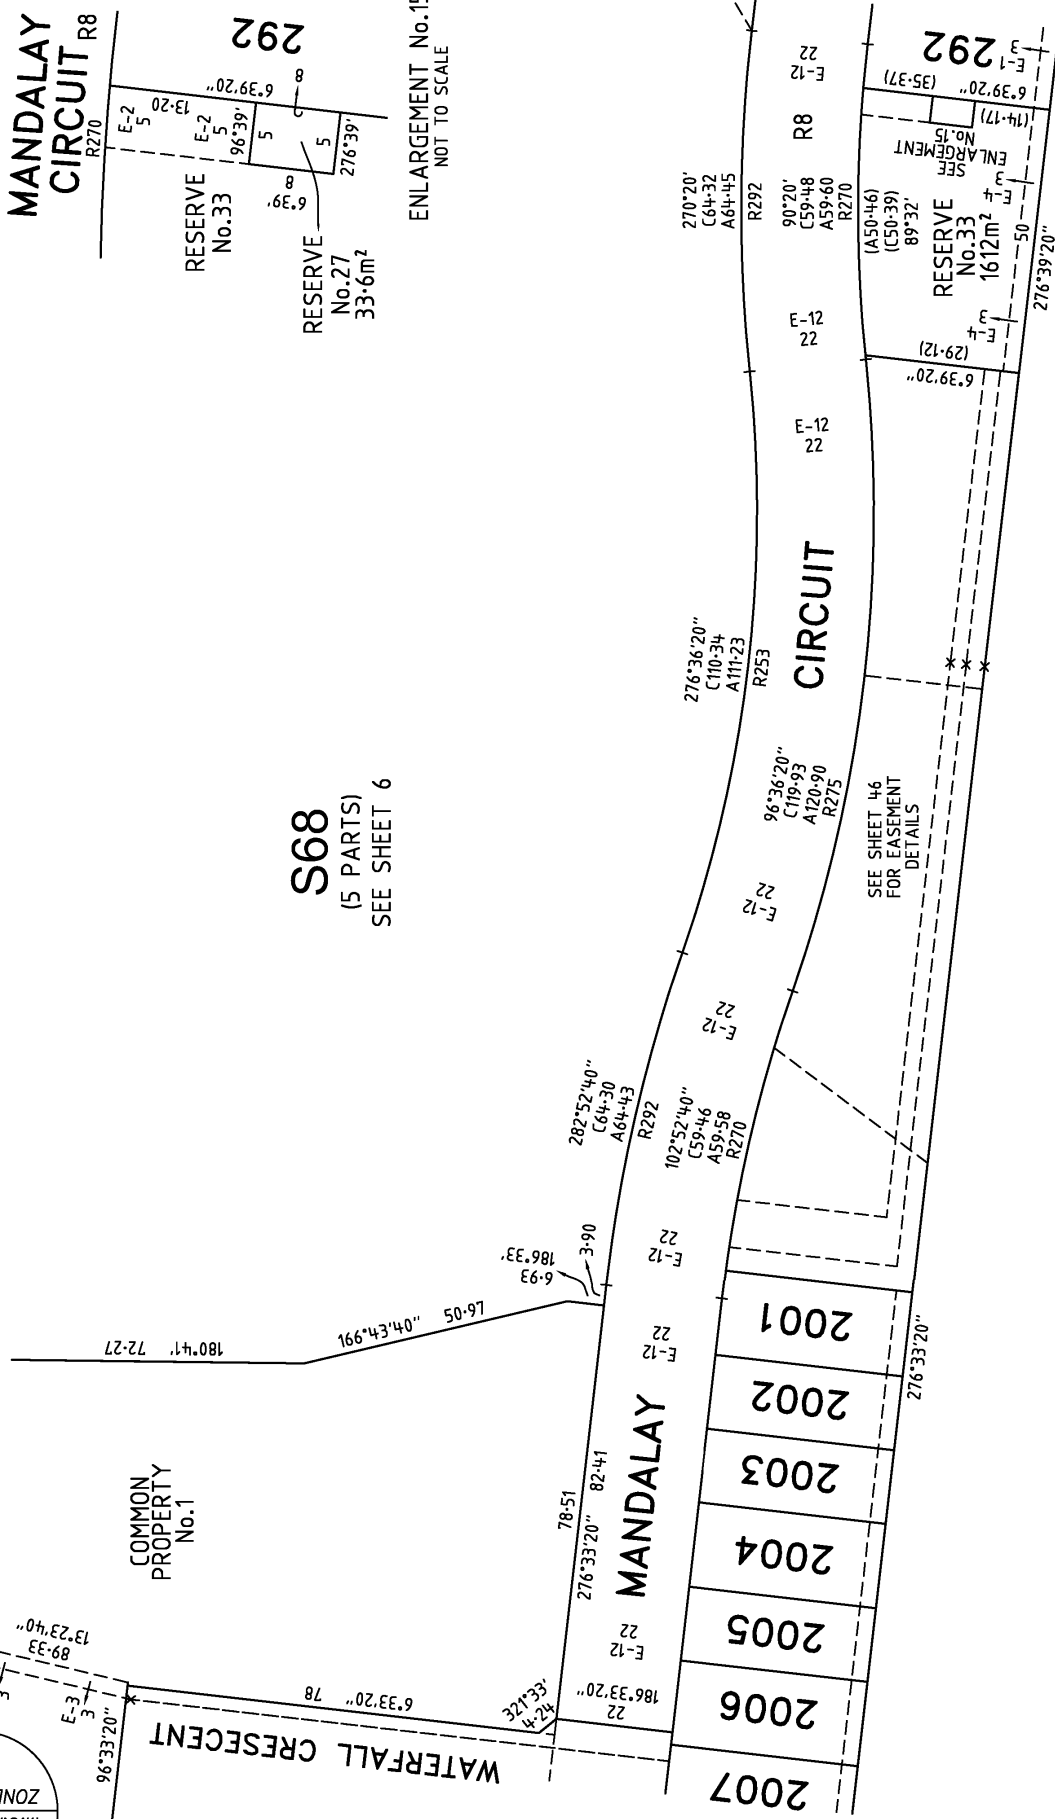 MANDALAY
CIRCUIT
R8
R270
292
E-2
5
13·20
6°39'20"
E-2
5
96°39'
5
5
8
8
6°39'
276°39'
RESERVE
No.33
RESERVE
No.27
33·6m²
ENLARGEMENT No.15
NOT TO SCALE
S68
(5 PARTS)
SEE SHEET 6
22
E-12
R8
270°20'
C64·32
A64·45
R292
90°20'
C59·48
A59·60
R270
(A50·46)
(C50·39)
89°32'
292
E-1
3
(35·37)
6°39'20"
(14·17)
SEE
ENLARGEMENT
No.15
E-4
3
RESERVE
No.33
1612m²
50
276°39'20"
E-4
3
(29·12)
6°39'20"
E-12
22
E-12
22
CIRCUIT
276°36'20"
C110·34
A111·23
R253
96°36'20"
C119·93
A120·90
R275
SEE SHEET 46
FOR EASEMENT
DETAILS
22
E-12
22
E-12
282°52'40"
C64·30
A64·43
R292
102°52'40"
C59·46
A59·58
R270
22
E-12
186°33'
6·93
3·90
180°41' 72·27
166°43'40" 50·97
COMMON
PROPERTY
No.1
22
E-12
78·51
276°33'20" 82·41
MANDALAY
22
E-12
186°33'20"
22
321°33'
4·24
2001
2002
2003
2004
2005
2006
2007
276°33'20"
WATERFALL CRESECENT
6°33'20" 78
96°33'20"
13°23'40"
89·33
E-3
3
3